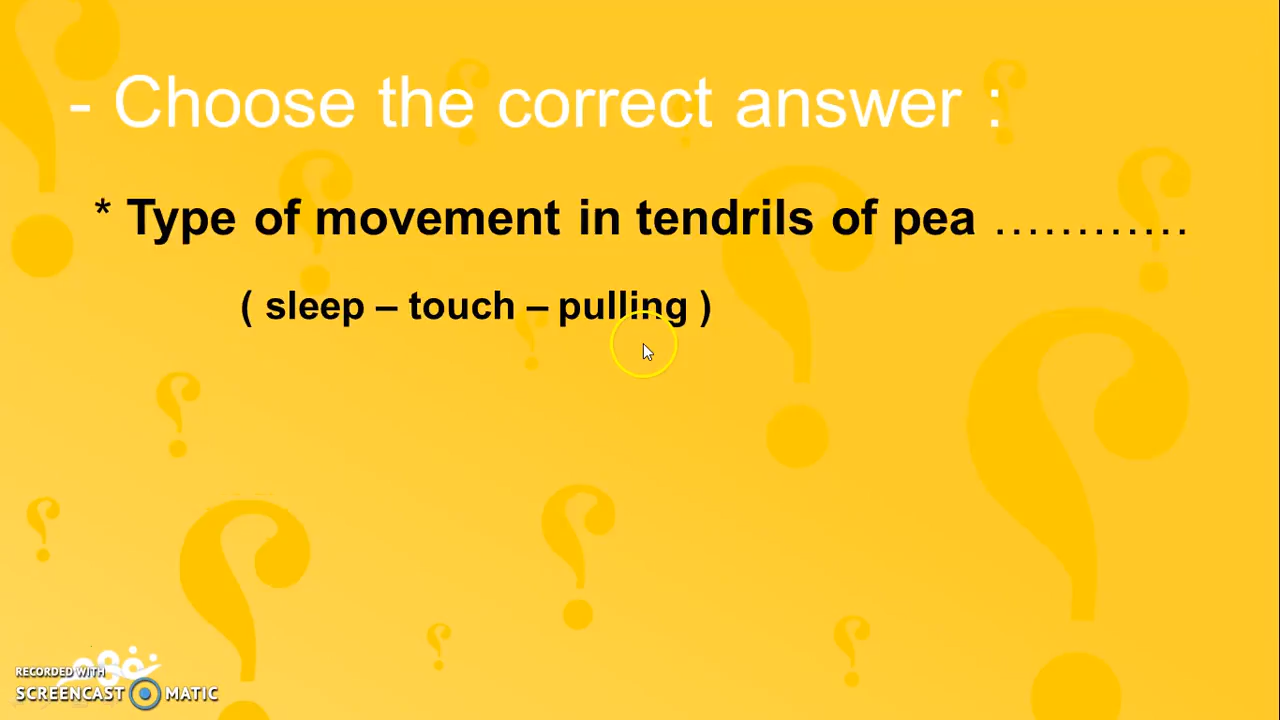 - Choose the correct answer :
* Type of movement in tendrils of pea …………
( sleep – touch – pulling )
RECORDED WITH
SCREENCAST MATIC